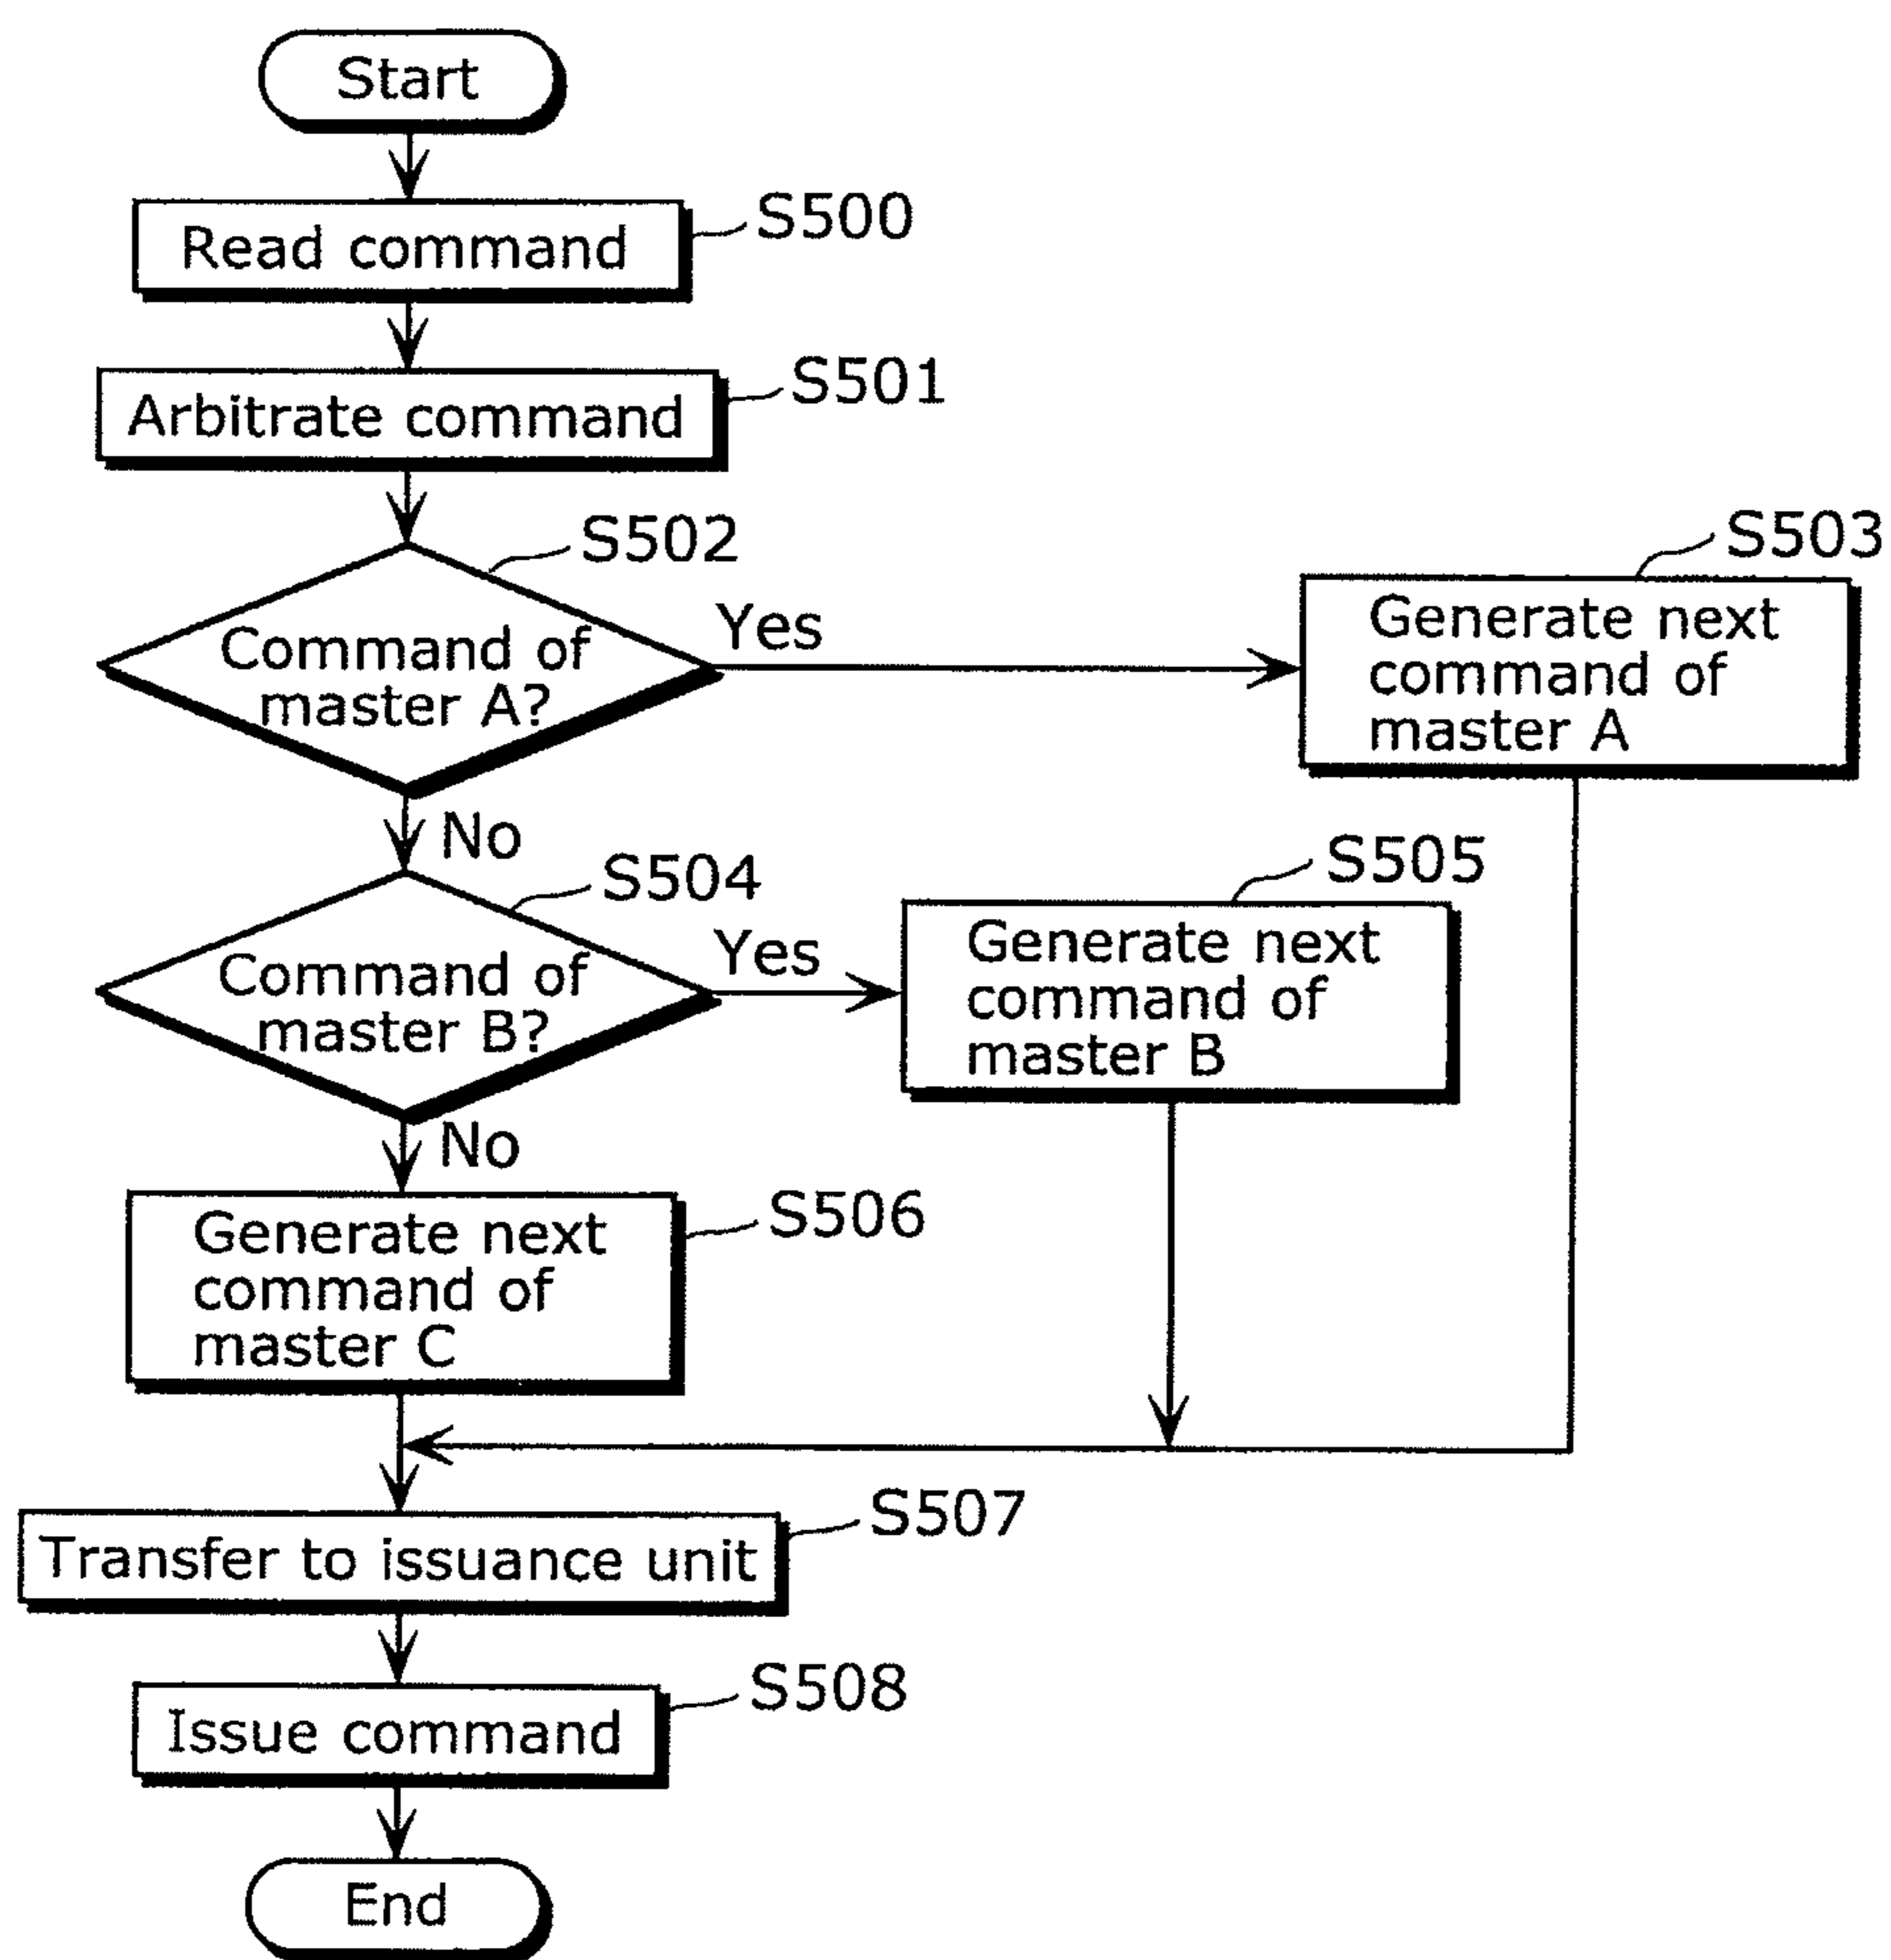 Start
Read command
S500
Arbitrate command
S501
S502
Command of
master A?
Yes
S503
Generate next
command of
master A
No
S504
Command of
master B?
Yes
S505
Generate next
command of
master B
No
S506
Generate next
command of
master C
S507
Transfer to issuance unit
S508
Issue command
End